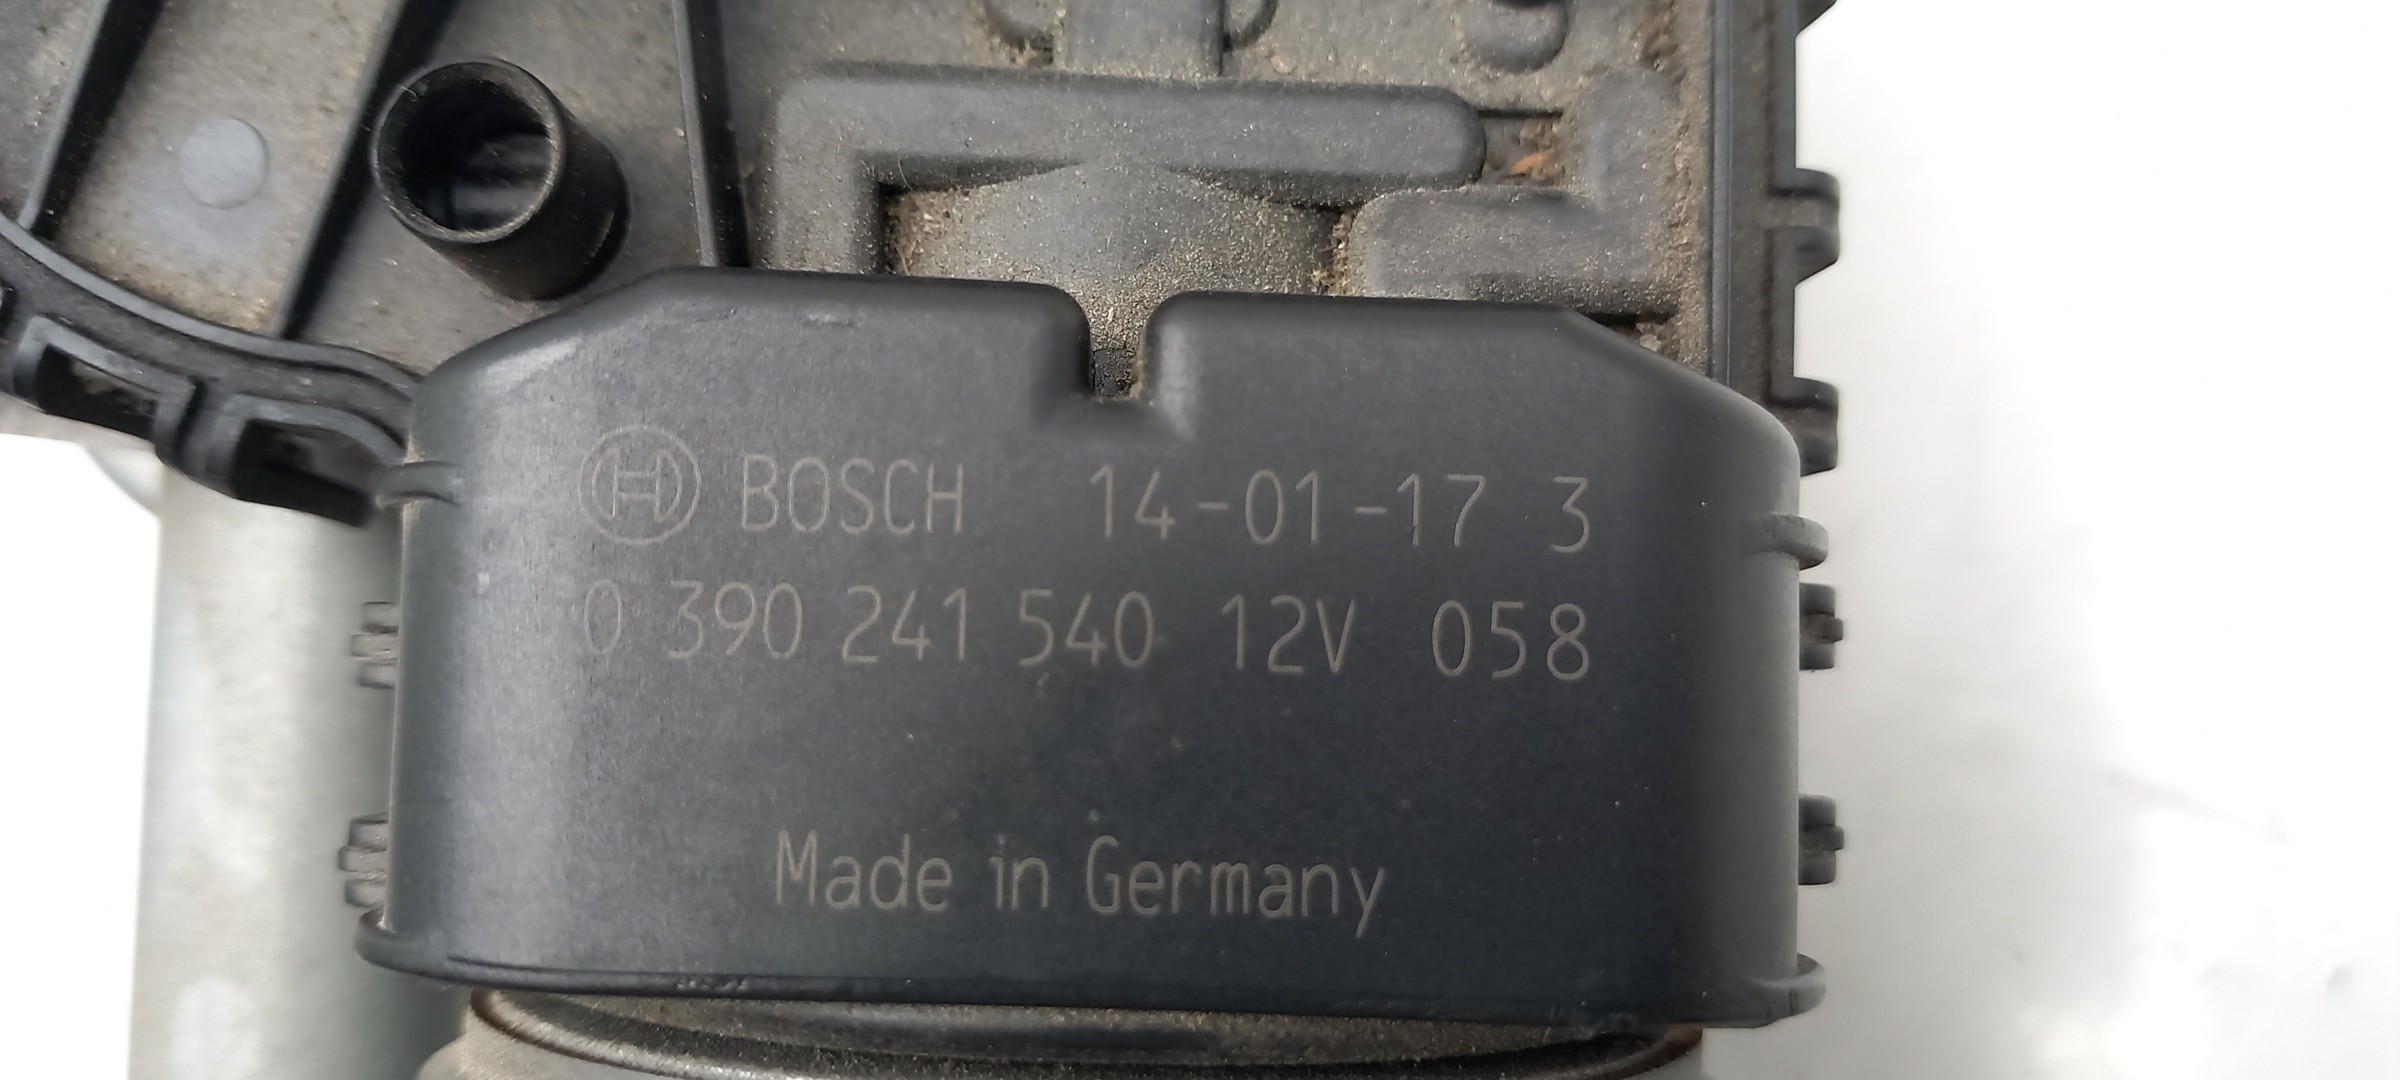 BOSCH 14-01-17 3
0 390 241 540 12V 058
Made in Germany